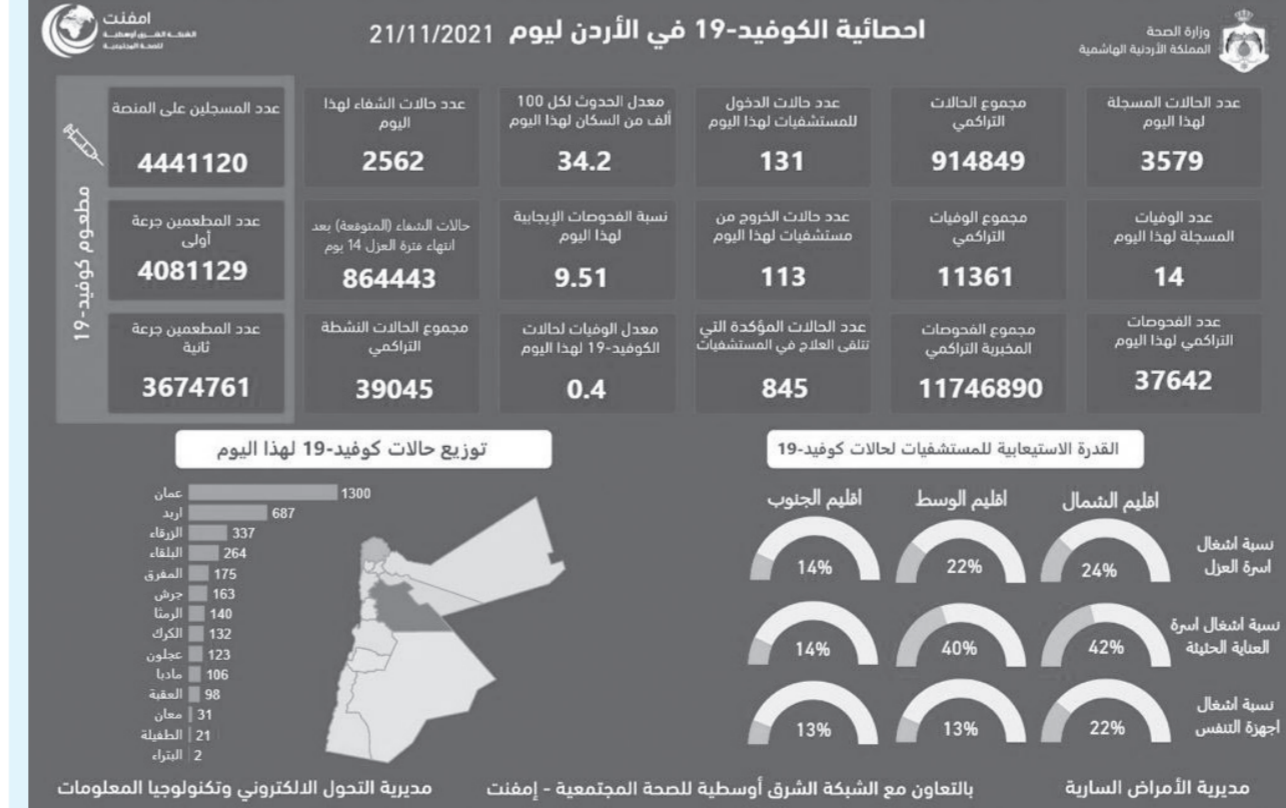 وزارة الصحة
المملكة الأردنية الهاشمية
احصائية الكوفيد-19 في الأردن ليوم 21/11/2021
امفنت
الشبكة الشرق أوسطية
للصحة المجتمعية
عدد الحالات المسجلة
لهذا اليوم
3579
مجموع الحالات
التراكمي
914849
عدد حالات الدخول
للمستشفيات لهذا اليوم
131
معدل الحدوث لكل 100
ألف من السكان لهذا اليوم
34.2
عدد حالات الشفاء لهذا
اليوم
2562
عدد المسجلين على المنصة
4441120
عدد الوفيات
المسجلة لهذا اليوم
14
مجموع الوفيات
التراكمي
11361
عدد حالات الخروج من
مستشفيات لهذا اليوم
113
نسبة الفحوصات الإيجابية
لهذا اليوم
9.51
حالات الشفاء (المتوقعة) بعد
انتهاء فترة العزل 14 يوم
864443
عدد المطعمين جرعة
أولى
4081129
عدد الفحوصات
التراكمي لهذا اليوم
37642
مجموع الفحوصات
المخبرية التراكمي
11746890
عدد الحالات المؤكدة التي
تتلقى العلاج في المستشفيات
845
معدل الوفيات لحالات
الكوفيد-19 لهذا اليوم
0.4
مجموع الحالات النشطة
التراكمي
39045
عدد المطعمين جرعة
ثانية
3674761
مطعوم كوفيد-19
القدرة الاستيعابية للمستشفيات لحالات كوفيد-19
اقليم الشمال اقليم الوسط اقليم الجنوب
نسبة اشغال
اسرة العزل
24% 22% 14%
نسبة اشغال اسرة
العناية الحثيثة
42% 40% 14%
نسبة اشغال
اجهزة التنفس
22% 13% 13%
توزيع حالات كوفيد-19 لهذا اليوم
عمان 1300
اربد 687
الزرقاء 337
البلقاء 264
المفرق 175
جرش 163
الرمثا 140
الكرك 132
عجلون 123
مادبا 106
العقبة 98
معان 31
الطفيلة 21
البتراء 2
مديرية الأمراض السارية
بالتعاون مع الشبكة الشرق أوسطية للصحة المجتمعية - إمفنت
مديرية التحول الالكتروني وتكنولوجيا المعلومات